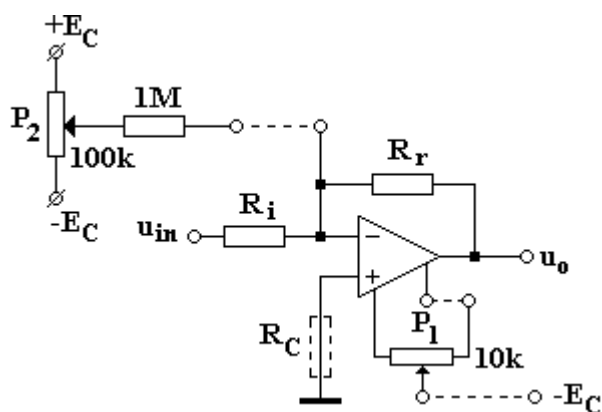 +E_C
1M
P_2
100k
R_r
-E_C
R_i
u_in
−
+
u_o
P_1
R_C
10k
-E_C